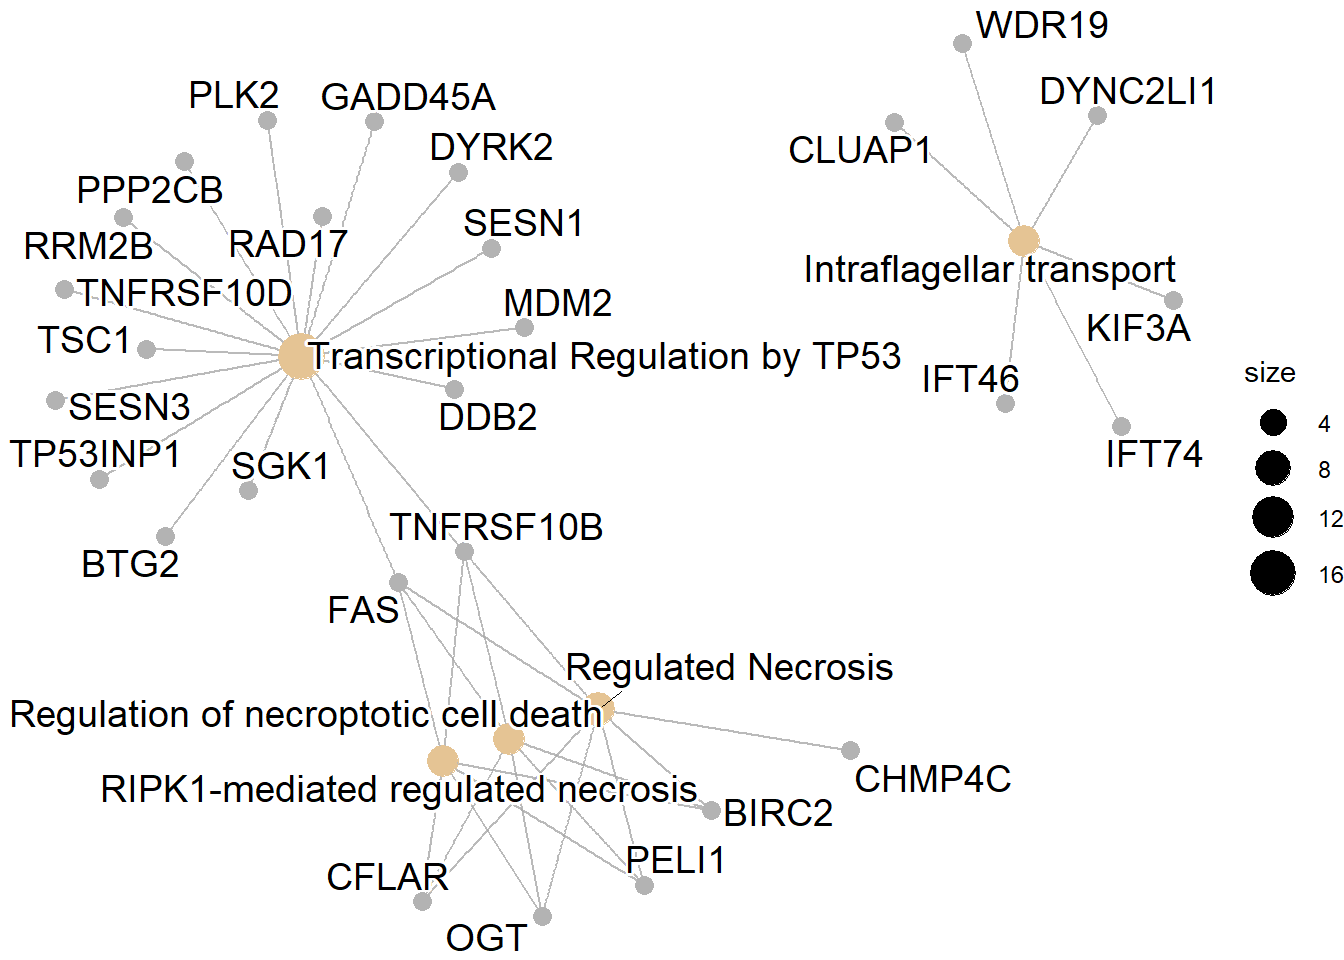 WDR19
PLK2
GADD45A
DYNC2LI1
DYRK2
CLUAP1
PPP2CB
SESN1
RRM2B
RAD17
Intraflagellar transport
TNFRSF10D
MDM2
KIF3A
TSC1
Transcriptional Regulation by TP53
size
IFT46
4
SESN3
DDB2
TP53INP1
SGK1
IFT74
8
12
TNFRSF10B
BTG2
16
FAS
Regulated Necrosis
Regulation of necroptotic cell death
CHMP4C
RIPK1-mediated regulated necrosis
BIRC2
PELI1
CFLAR
OGT